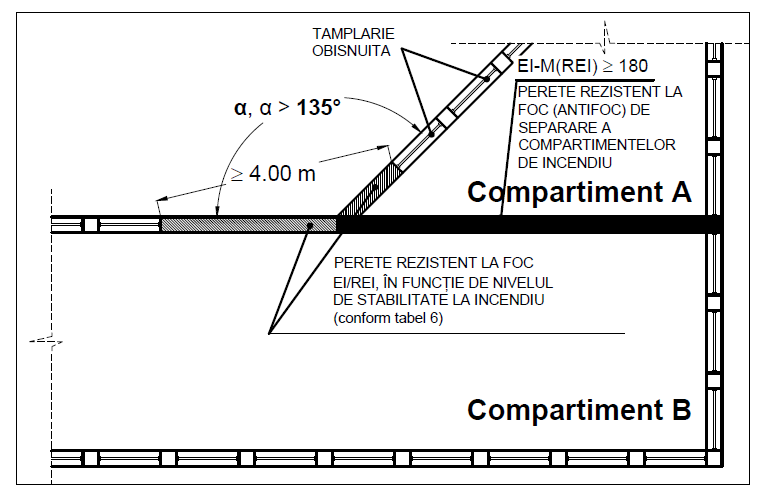 TAMPLARIE
OBISNUITA
EI-M(REI) ≥ 180
PERETE REZISTENT LA
FOC (ANTIFOC) DE
SEPARARE A
COMPARTIMENTELOR
DE INCENDIU
α, α > 135°
≥ 4.00 m
Compartiment A
PERETE REZISTENT LA FOC
EI/REI, ÎN FUNCȚIE DE NIVELUL
DE STABILITATE LA INCENDIU
(conform tabel 6)
Compartiment B